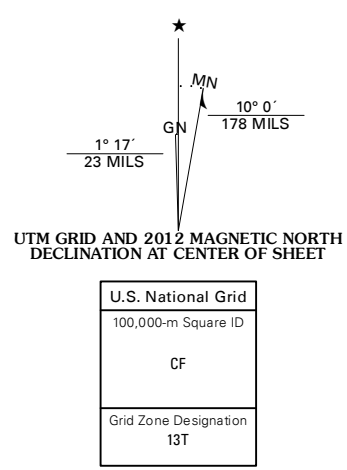 ★
MN
10° 0´
178 MILS
GN
1° 17´
23 MILS
UTM GRID AND 2012 MAGNETIC NORTH
DECLINATION AT CENTER OF SHEET
U.S. National Grid
100,000-m Square ID
CF
Grid Zone Designation
13T